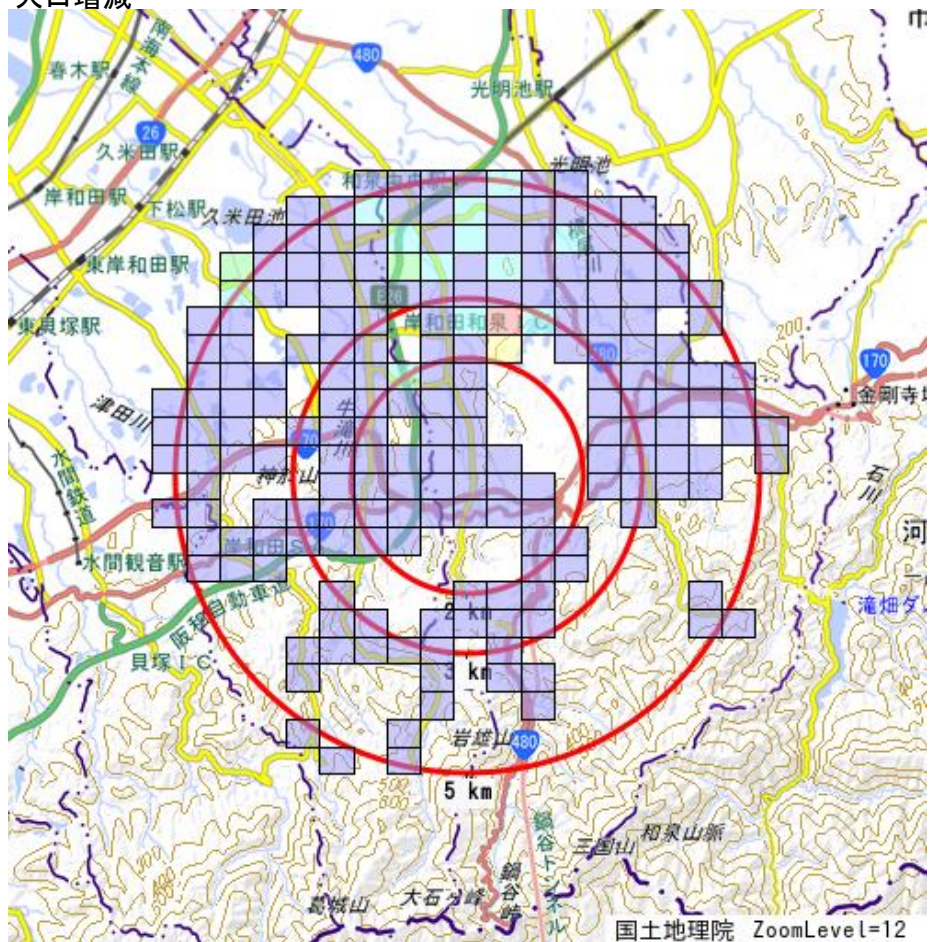 人口増減
南海本線
480
春木駅
光明池駅
26
久米田駅
光明池
和泉中央駅
岸和田駅
下松駅
久米田池
東岸和田駅
E26
東貝塚駅
岸和田和泉IC
200
480
170
金剛寺
津田川
牛滝川
水間鉄道
神於山
石川
170
岸和田S
河
水間観音駅
2 km
滝畑ダム
阪和自動車道
貝塚IC
3 km
岩雄山
480
500
600
5 km
鍋谷トンネル
三国山
和泉山脈
鍋谷峠
大石ヶ峰
葛城山
国土地理院 ZoomLevel=12